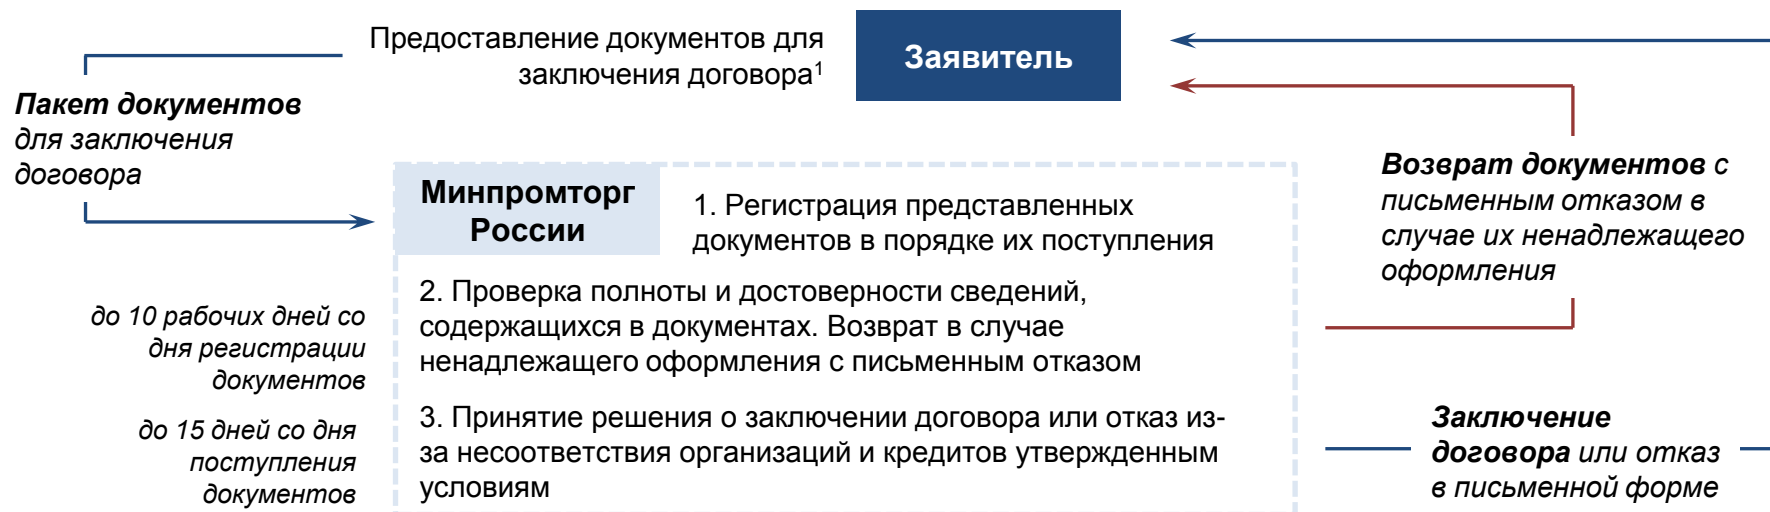 Предоставление документов для
заключения договора¹
Заявитель
Пакет документов
для заключения
договора
Минпромторг
России
1. Регистрация представленных
документов в порядке их поступления
Возврат документов с
письменным отказом в
случае их ненадлежащего
оформления
до 10 рабочих дней со
дня регистрации
документов
2. Проверка полноты и достоверности сведений,
содержащихся в документах. Возврат в случае
ненадлежащего оформления с письменным отказом
до 15 дней со дня
поступления
документов
3. Принятие решения о заключении договора или отказ из-
за несоответствия организаций и кредитов утвержденным
условиям
Заключение
договора или отказ
в письменной форме